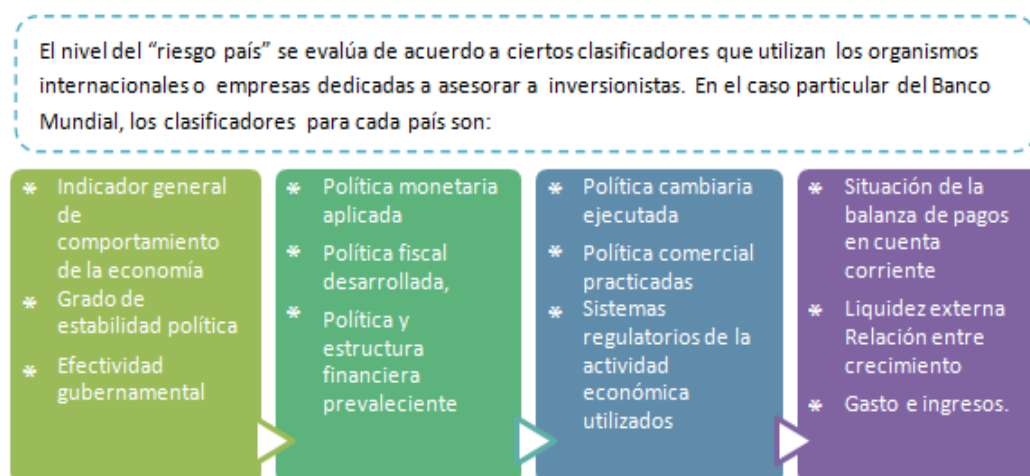 El nivel del “riesgo país” se evalúa de acuerdo a ciertos clasificadores que utilizan los organismos
internacionales o empresas dedicadas a asesorar a inversionistas. En el caso particular del Banco
Mundial, los clasificadores para cada país son:
* Indicador general
de
comportamiento
de la economía
* Grado de
estabilidad política
* Efectividad
gubernamental
* Política monetaria
aplicada
* Política fiscal
desarrollada,
* Política y
estructura
financiera
prevaleciente
* Política cambiaria
ejecutada
* Política comercial
practicadas
* Sistemas
regulatorios de la
actividad
económica
utilizados
* Situación de la
balanza de pagos
en cuenta
corriente
* Liquidez externa
Relación entre
crecimiento
* Gasto e ingresos.